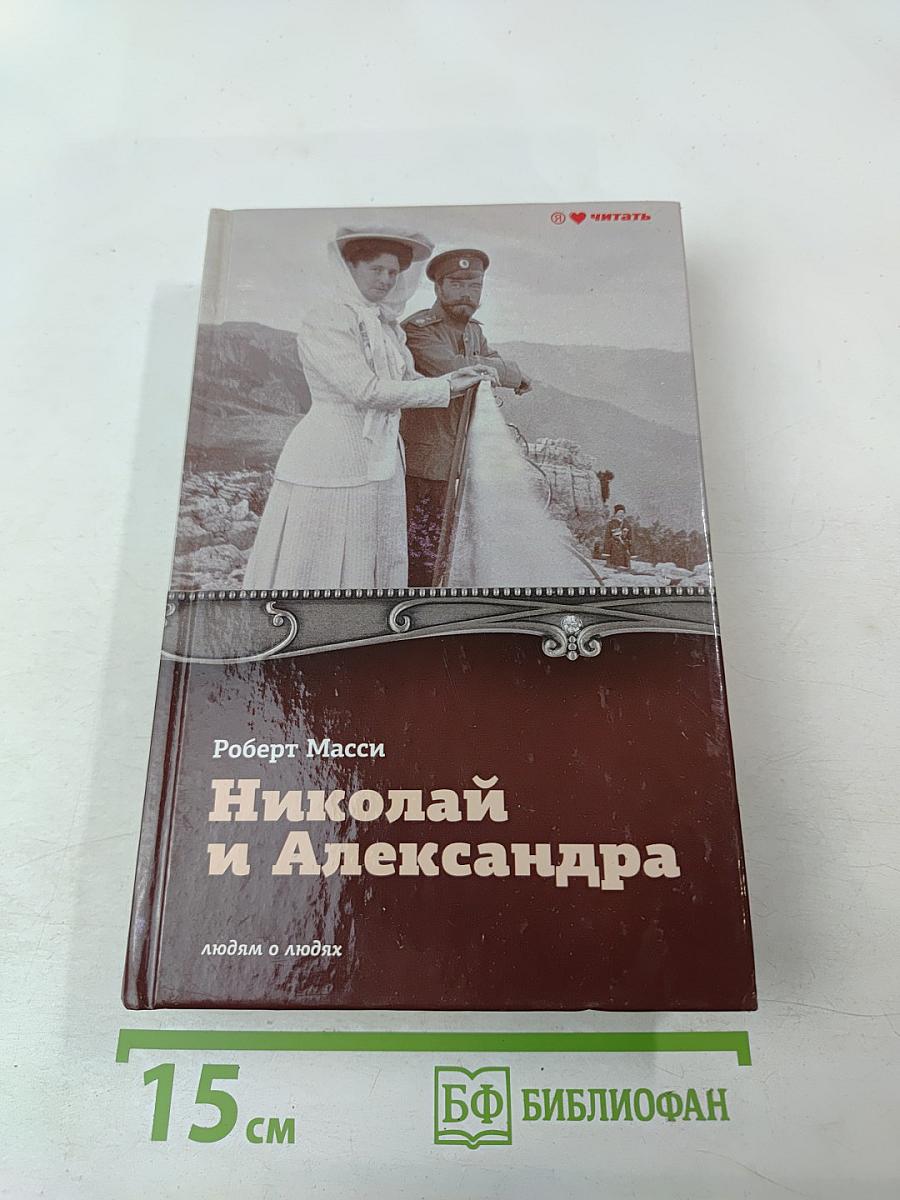 Я ❤ читать
Роберт Масси
Николай
и Александра
людям о людях
15 см
БФ БИБЛИОФАН